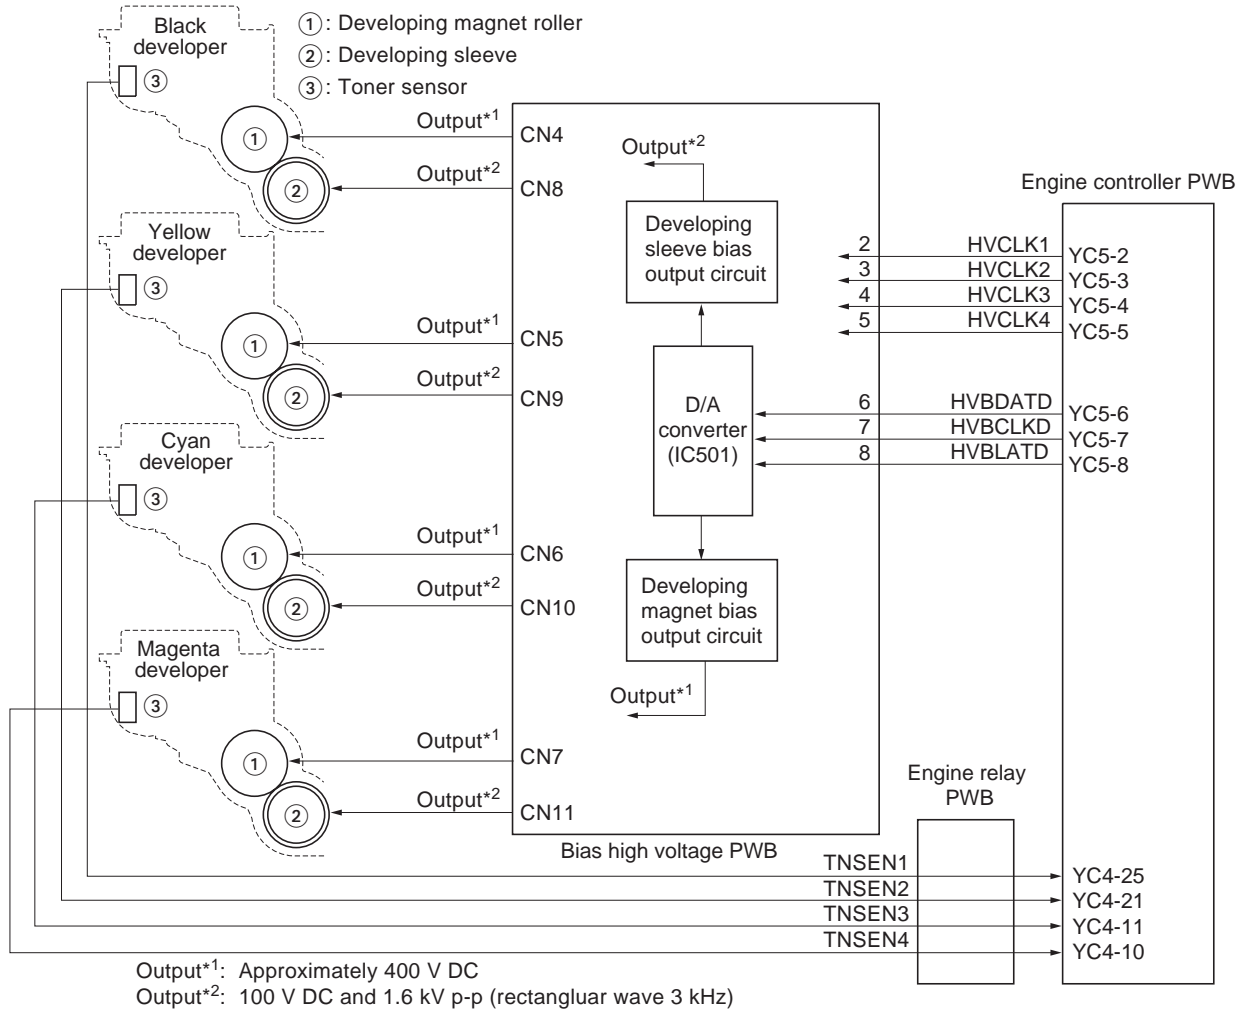 Black
developer
1: Developing magnet roller
2: Developing sleeve
3: Toner sensor
3
1
2
Output*1
CN4
Output*2
CN8
Output*2
Developing
sleeve bias
output circuit
Engine controller PWB
2 HVCLK1 YC5-2
3 HVCLK2 YC5-3
4 HVCLK3 YC5-4
5 HVCLK4 YC5-5
Yellow
developer
3
1
2
Output*1
CN5
Output*2
CN9
D/A
converter
(IC501)
6 HVBDATD YC5-6
7 HVBCLKD YC5-7
8 HVBLATD YC5-8
Cyan
developer
3
1
2
Output*1
CN6
Output*2
CN10
Developing
magnet bias
output circuit
Output*1
Magenta
developer
3
1
2
Output*1
CN7
Output*2
CN11
Bias high voltage PWB
Engine relay
PWB
TNSEN1 YC4-25
TNSEN2 YC4-21
TNSEN3 YC4-11
TNSEN4 YC4-10
Output*1: Approximately 400 V DC
Output*2: 100 V DC and 1.6 kV p-p (rectangluar wave 3 kHz)